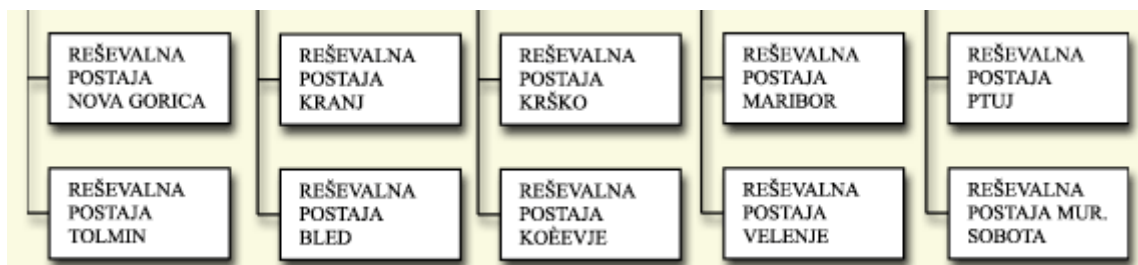 REŠEVALNA
POSTAJA
NOVA GORICA
REŠEVALNA
POSTAJA
KRANJ
REŠEVALNA
POSTAJA
KRŠKO
REŠEVALNA
POSTAJA
MARIBOR
REŠEVALNA
POSTAJA
PTUJ
REŠEVALNA
POSTAJA
TOLMIN
REŠEVALNA
POSTAJA
BLED
REŠEVALNA
POSTAJA
KOÈEVJE
REŠEVALNA
POSTAJA
VELENJE
REŠEVALNA
POSTAJA MUR.
SOBOTA